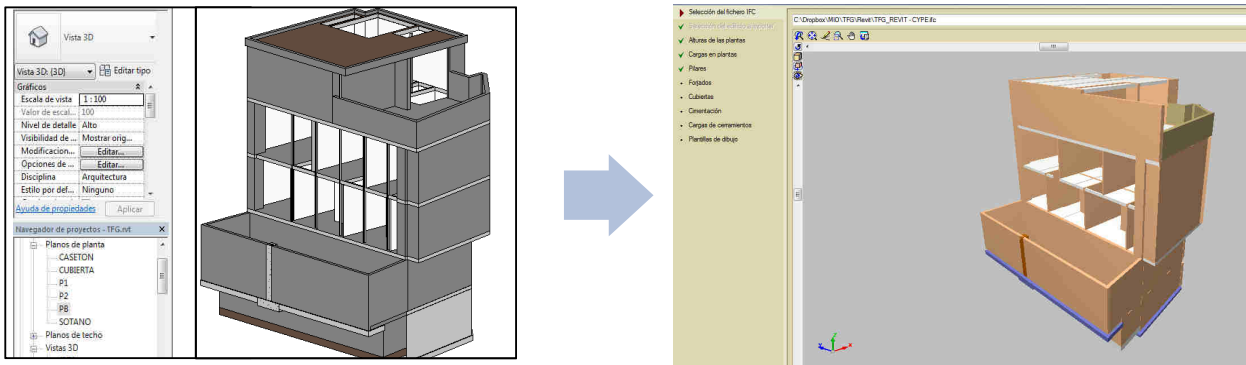 Vista 3D
Vista 3D: {3D}
Editar tipo
Gráficos
Escala de vista 1 : 100
Valor de escal... 100
Nivel de detalle Alto
Visibilidad de ... Mostrar orig...
Modificacion... Editar...
Opciones de ... Editar...
Disciplina Arquitectura
Estilo por def... Ninguno
Ayuda de propiedades Aplicar
Navegador de proyectos - TFG.rvt
Planos de planta
CASETON
CUBIERTA
P1
P2
PB
SOTANO
Planos de techo
Vistas 3D
Selección del fichero IFC
Alturas de las plantas
Cargas en plantas
Pilares
Forjados
Cubiertas
Cimentación
Cargas de cerramientos
Plantillas de dibujo
C:\Dropbox\MIO\TFG\Revit\TFG_REVIT - CYPE.ifc